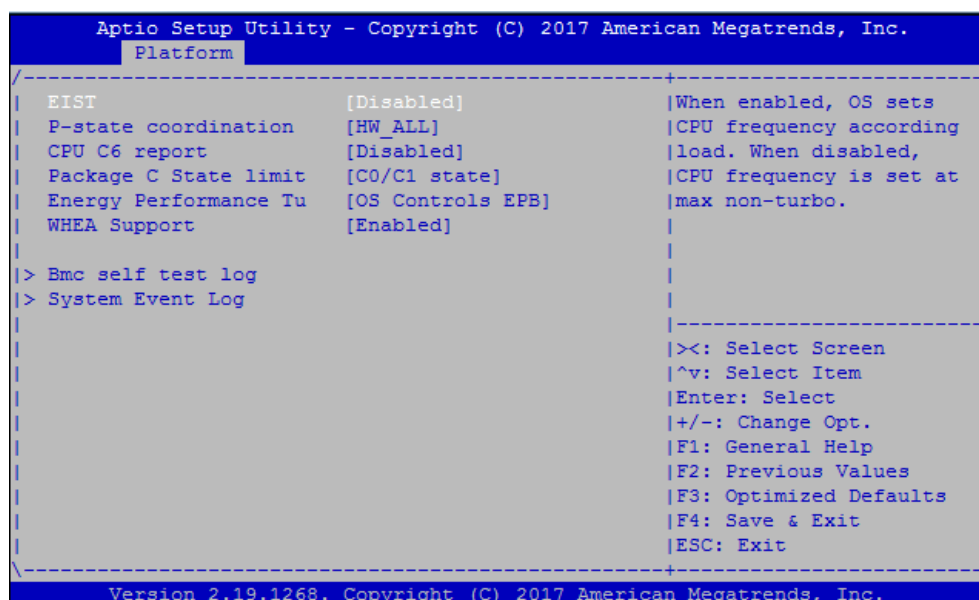 Aptio Setup Utility - Copyright (C) 2017 American Megatrends, Inc.
Platform
EIST [Disabled]
P-state coordination [HW_ALL]
CPU C6 report [Disabled]
Package C State limit [C0/C1 state]
Energy Performance Tu [OS Controls EPB]
WHEA Support [Enabled]
> Bmc self test log
> System Event Log
When enabled, OS sets
CPU frequency according
load. When disabled,
CPU frequency is set at
max non-turbo.
><: Select Screen
^v: Select Item
Enter: Select
+/-: Change Opt.
F1: General Help
F2: Previous Values
F3: Optimized Defaults
F4: Save & Exit
ESC: Exit
Version 2.19.1268. Copyright (C) 2017 American Megatrends, Inc.